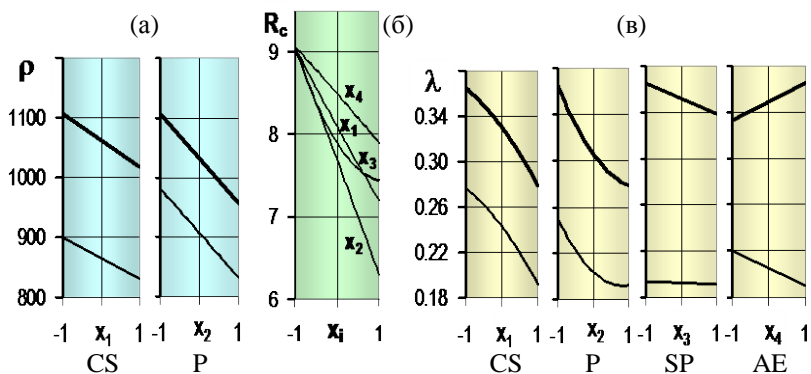 (а) (б) (в)
ρ
1100
1000
900
800
-1 x₁ 1
CS
-1 x₂ 1
P
R_c
9
8
7
6
x₄
x₁
x₃
x₂
-1 xᵢ 1
λ
0.34
0.30
0.26
0.22
0.18
-1 x₁ 1
CS
-1 x₂ 1
P
-1 x₃ 1
SP
-1 x₄ 1
AE